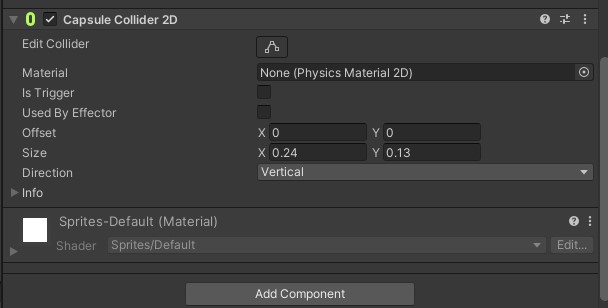 Capsule Collider 2D
Edit Collider
Material None (Physics Material 2D)
Is Trigger
Used By Effector
Offset X 0 Y 0
Size X 0.24 Y 0.13
Direction Vertical
Info
Sprites-Default (Material)
Shader Sprites/Default Edit...
Add Component